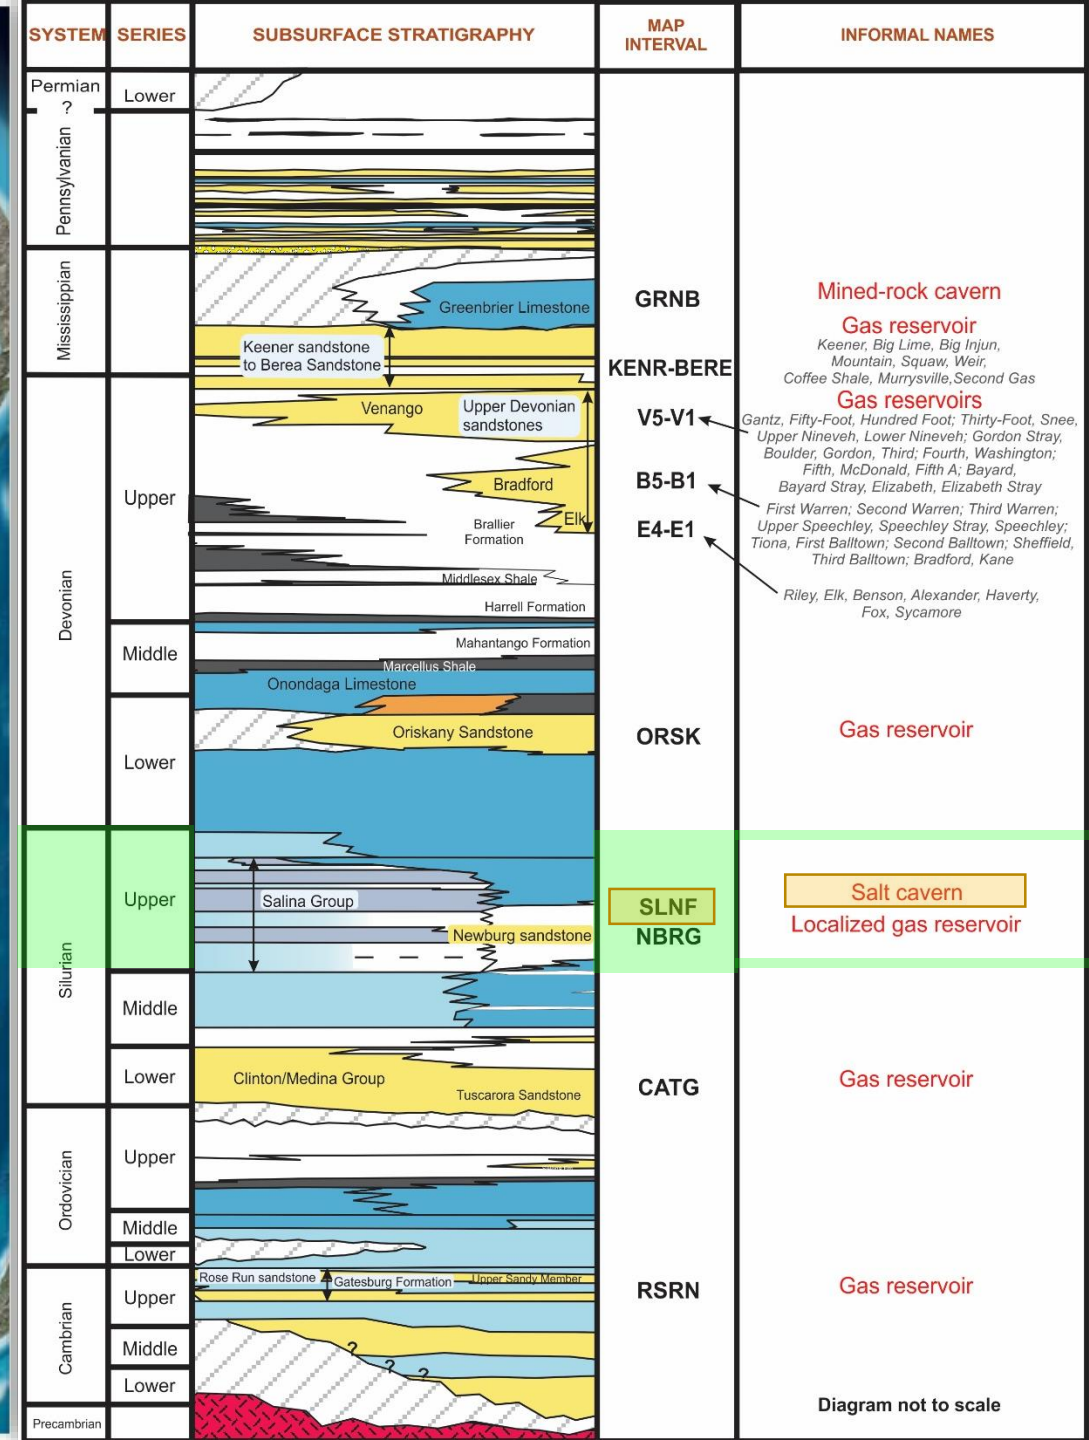 SYSTEM
SERIES
SUBSURFACE STRATIGRAPHY
MAP
INTERVAL
INFORMAL NAMES
Permian
?
Lower
Pennsylvanian
Mississippian
Greenbrier Limestone
GRNB
Mined-rock cavern
Keener sandstone
to Berea Sandstone
KENR-BERE
Gas reservoir
Keener, Big Lime, Big Injun,
Mountain, Squaw, Weir,
Coffee Shale, Murrysville,Second Gas
Devonian
Upper
Venango
Upper Devonian
sandstones
V5-V1
Gas reservoirs
Gantz, Fifty-Foot, Hundred Foot; Thirty-Foot, Snee,
Upper Nineveh, Lower Nineveh; Gordon Stray,
Boulder, Gordon, Third; Fourth, Washington;
Fifth, McDonald, Fifth A; Bayard,
Bayard Stray, Elizabeth, Elizabeth Stray
Bradford
B5-B1
First Warren; Second Warren; Third Warren;
Upper Speechley, Speechley Stray, Speechley;
Tiona, First Balltown; Second Balltown; Sheffield,
Third Balltown; Bradford, Kane
Elk
E4-E1
Riley, Elk, Benson, Alexander, Haverty,
Fox, Sycamore
Brallier
Formation
Middlesex Shale
Harrell Formation
Middle
Mahantango Formation
Marcellus Shale
Onondaga Limestone
Lower
Oriskany Sandstone
ORSK
Gas reservoir
Silurian
Upper
Salina Group
SLNF
Salt cavern
Newburg sandstone
NBRG
Localized gas reservoir
Middle
Lower
Clinton/Medina Group
Tuscarora Sandstone
CATG
Gas reservoir
Ordovician
Upper
Middle
Lower
Cambrian
Upper
Rose Run sandstone
Gatesburg Formation
Upper Sandy Member
RSRN
Gas reservoir
Middle
?
?
?
Lower
Precambrian
Diagram not to scale